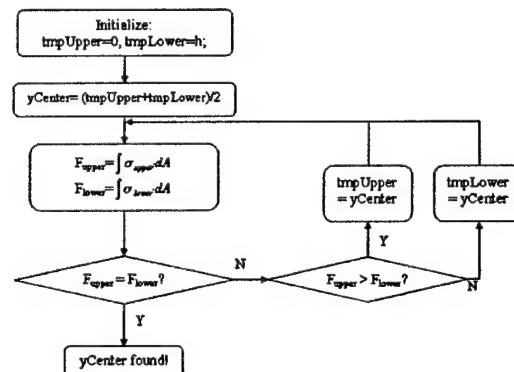 Initialize:
tmpUpper=0, tmpLower=h;
yCenter= (tmpUpper+tmpLower)/2
F_upper=∫σ_upper·dA
F_lower=∫σ_lower·dA
tmpUpper
= yCenter
tmpLower
= yCenter
F_upper = F_lower?
N
F_upper > F_lower?
Y
N
Y
yCenter found!